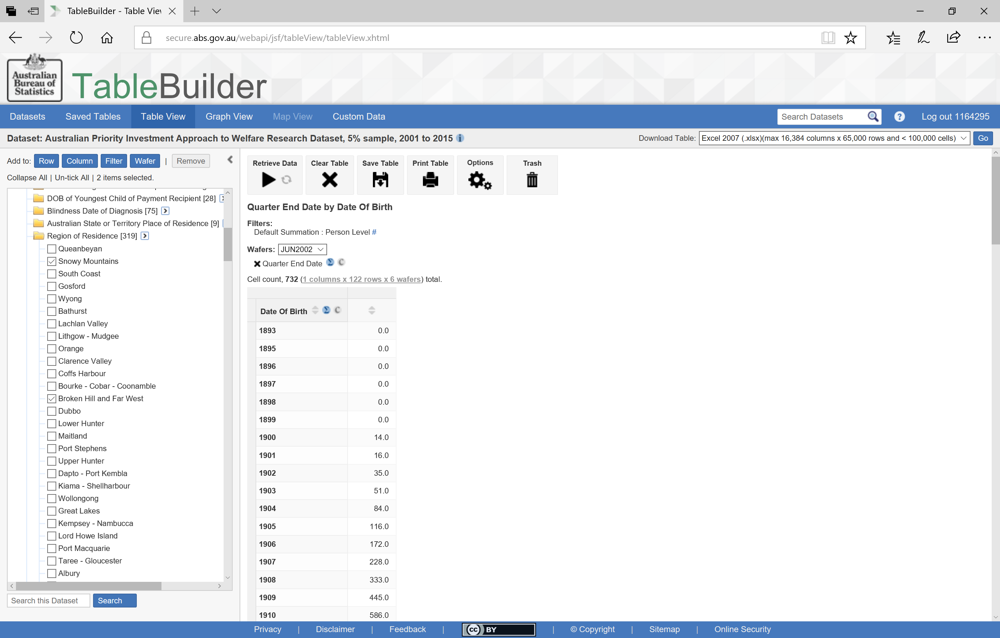 TableBuilder - Table Viev
secure.abs.gov.au/webapi/jsf/tableView/tableView.xhtml
Australian
Bureau of
Statistics
TableBuilder
Datasets Saved Tables Table View Graph View Map View Custom Data Search Datasets ? Log out 1164295
Dataset: Australian Priority Investment Approach to Welfare Research Dataset, 5% sample, 2001 to 2015 i Download Table: Excel 2007 (.xlsx)(max 16,384 columns x 65,000 rows and < 100,000 cells) Go
Add to: Row Column Filter Wafer | Remove
Collapse All | Un-tick All | 2 items selected.
DOB of Youngest Child of Payment Recipient [28]
Blindness Date of Diagnosis [75]
Australian State or Territory Place of Residence [9]
Region of Residence [319]
Queanbeyan
Snowy Mountains
South Coast
Gosford
Wyong
Bathurst
Lachlan Valley
Lithgow - Mudgee
Orange
Clarence Valley
Coffs Harbour
Bourke - Cobar - Coonamble
Broken Hill and Far West
Dubbo
Lower Hunter
Maitland
Port Stephens
Upper Hunter
Dapto - Port Kembla
Kiama - Shellharbour
Wollongong
Great Lakes
Kempsey - Nambucca
Lord Howe Island
Port Macquarie
Taree - Gloucester
Albury
Search this Dataset Search
Retrieve Data Clear Table Save Table Print Table Options Trash
Quarter End Date by Date Of Birth
Filters:
Default Summation : Person Level #
Wafers: JUN2002
Quarter End Date Σ C
Cell count, 732 (1 columns x 122 rows x 6 wafers) total.
Date Of Birth Σ C
1893 0.0
1895 0.0
1896 0.0
1897 0.0
1898 0.0
1899 0.0
1900 14.0
1901 16.0
1902 35.0
1903 51.0
1904 84.0
1905 116.0
1906 172.0
1907 228.0
1908 333.0
1909 445.0
1910 586.0
Privacy | Disclaimer | Feedback | cc BY | © Copyright | Sitemap | Online Security